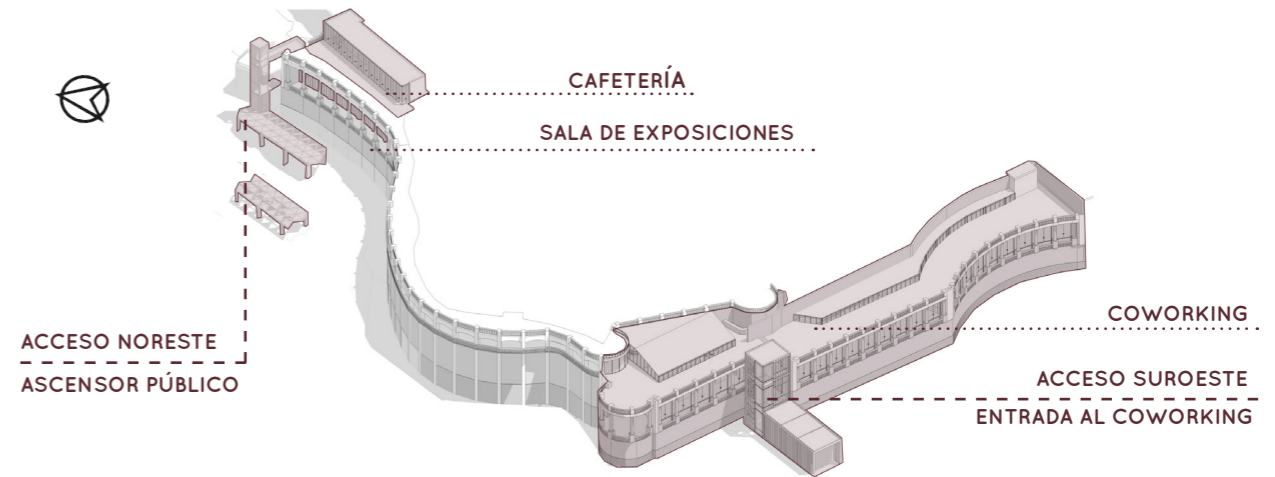 CAFETERÍA
SALA DE EXPOSICIONES
ACCESO NORESTE
ASCENSOR PÚBLICO
COWORKING
ACCESO SUROESTE
ENTRADA AL COWORKING